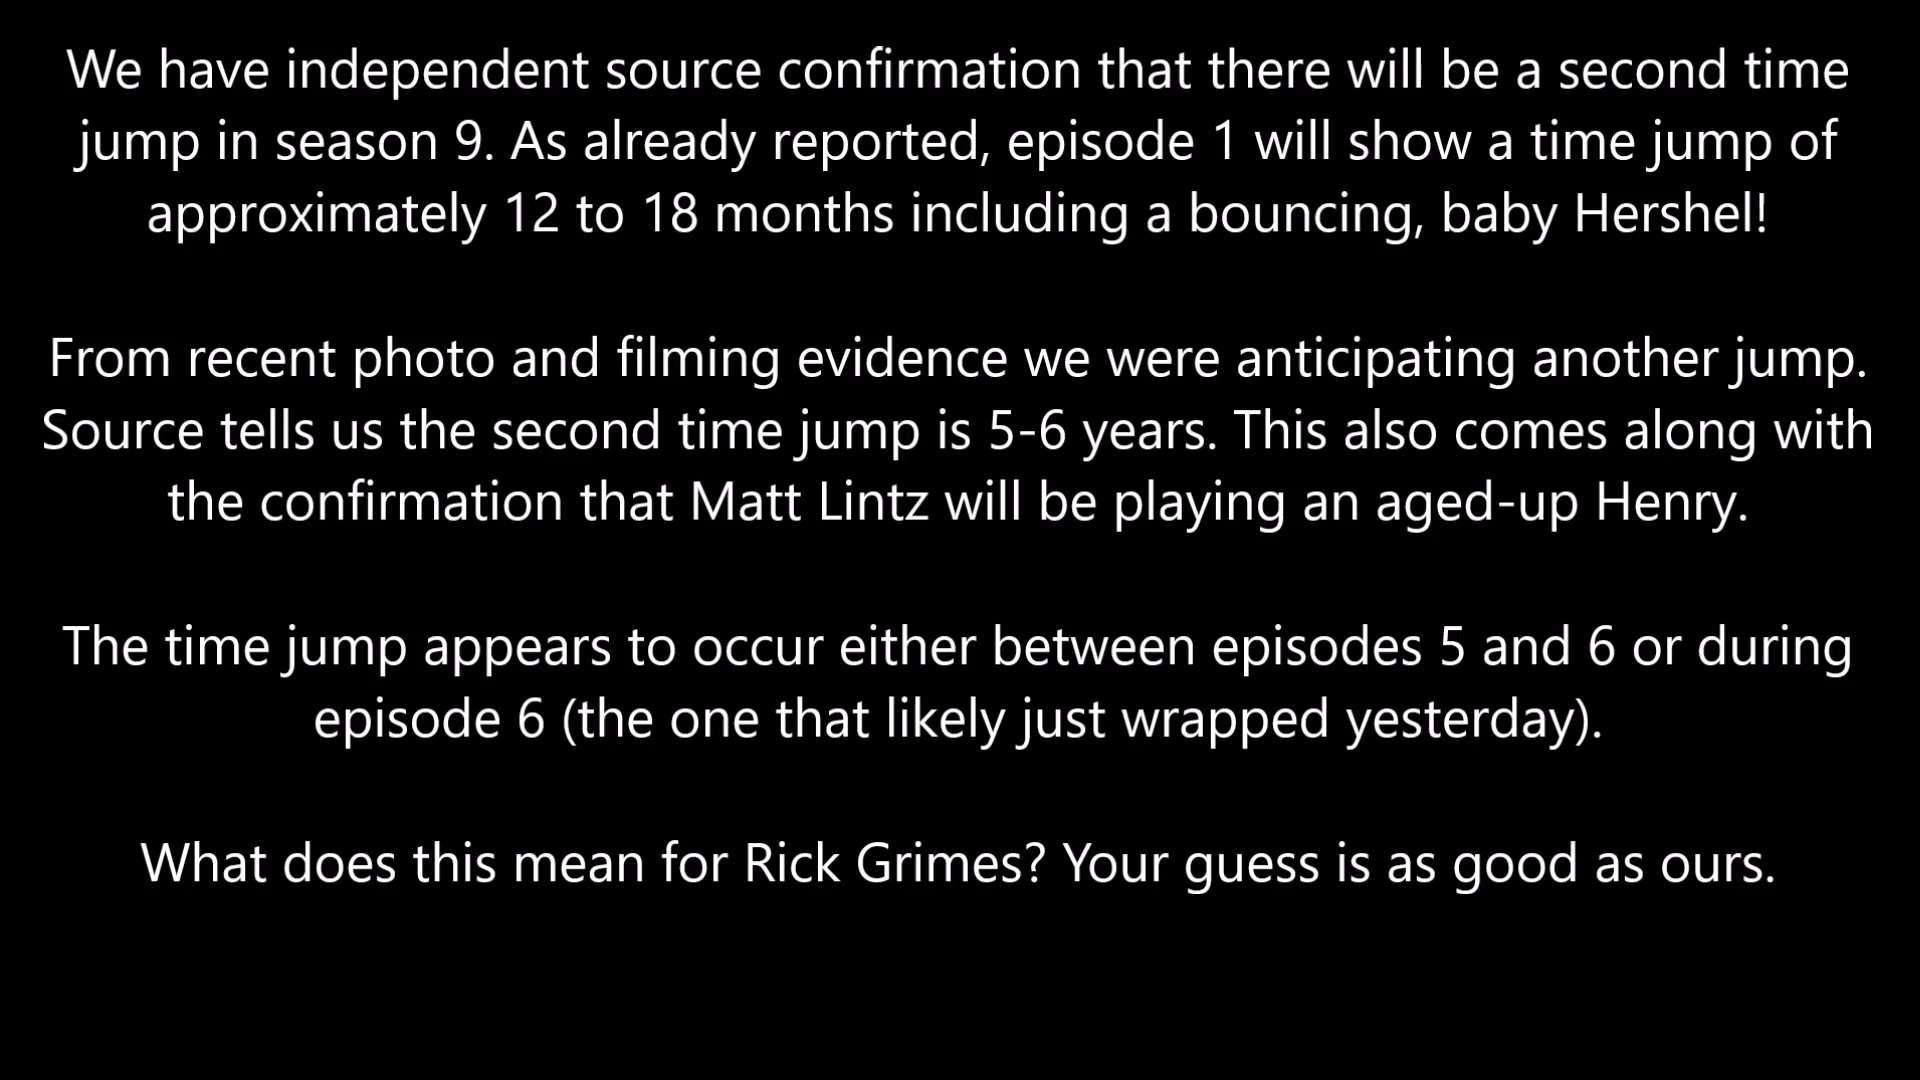 We have independent source confirmation that there will be a second time
jump in season 9. As already reported, episode 1 will show a time jump of
approximately 12 to 18 months including a bouncing, baby Hershel!
From recent photo and filming evidence we were anticipating another jump.
Source tells us the second time jump is 5-6 years. This also comes along with
the confirmation that Matt Lintz will be playing an aged-up Henry.
The time jump appears to occur either between episodes 5 and 6 or during
episode 6 (the one that likely just wrapped yesterday).
What does this mean for Rick Grimes? Your guess is as good as ours.